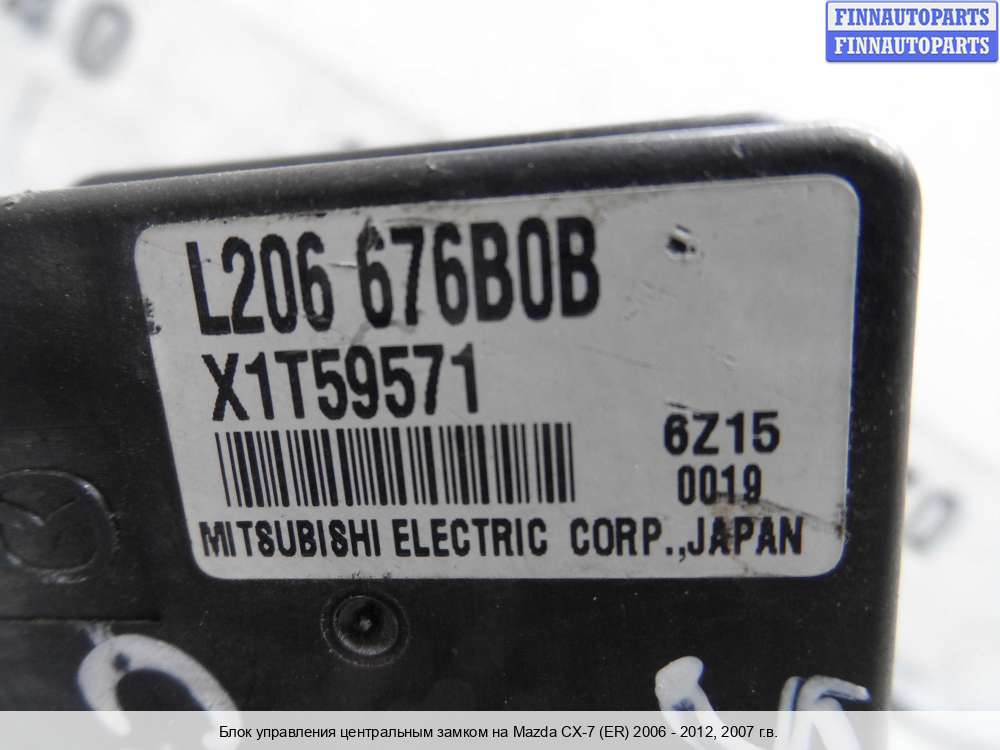 FINNAUTOPARTS
FINNAUTOPARTS
L206 676B0B
X1T59571
6Z15
0019
MITSUBISHI ELECTRIC CORP.,JAPAN
Блок управления центральным замком на Mazda CX-7 (ER) 2006 - 2012, 2007 г.в.